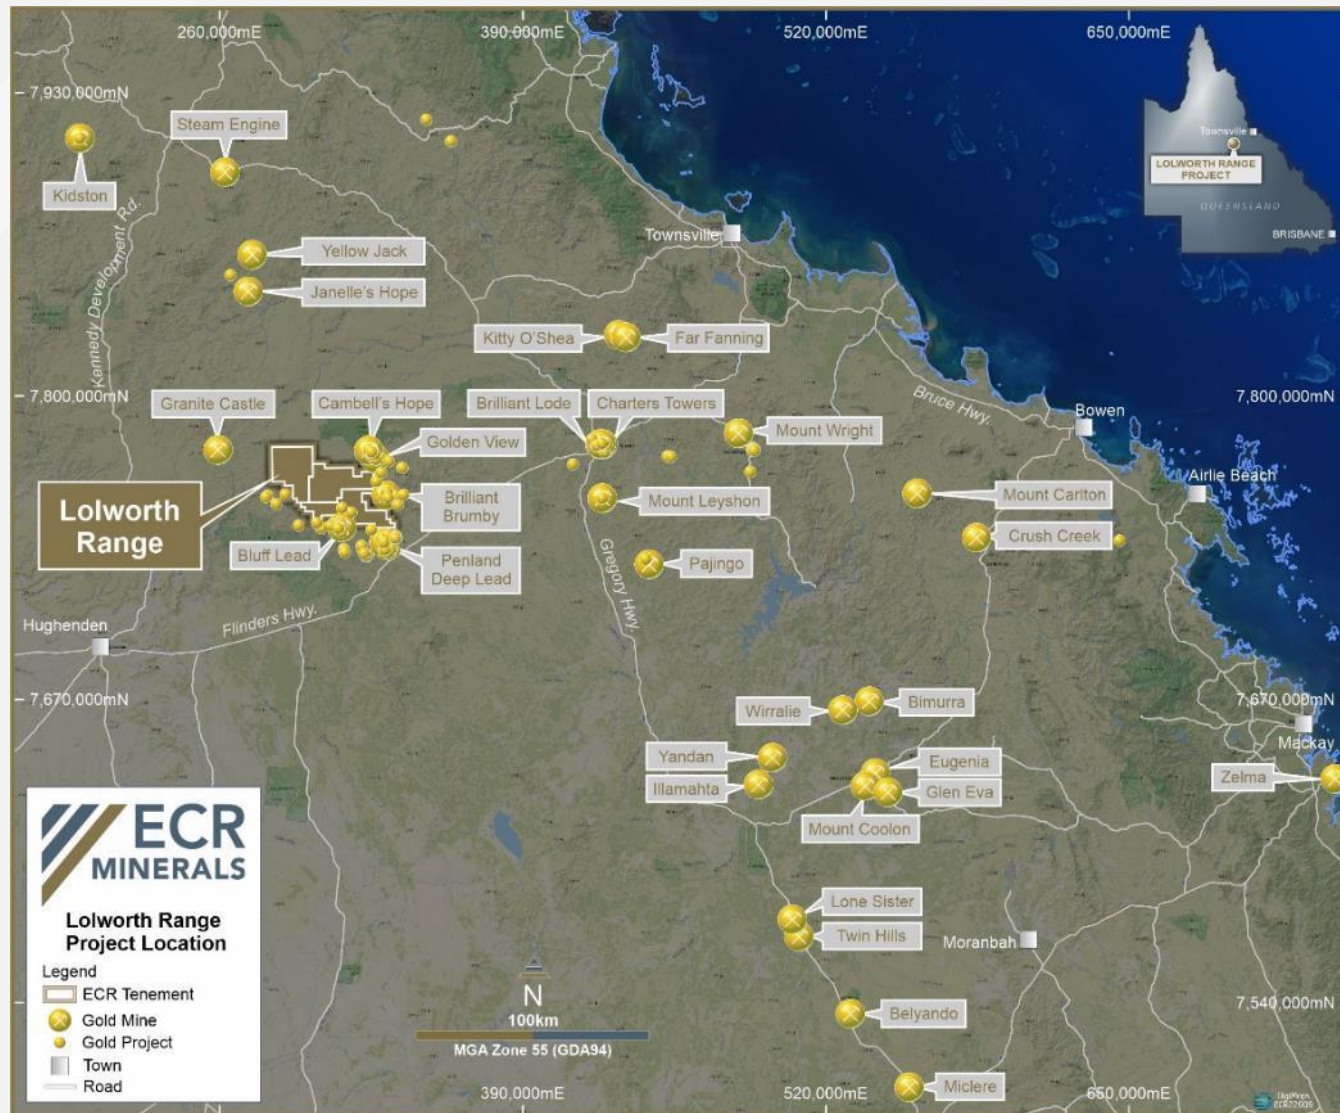 260,000mE
390,000mE
520,000mE
650,000mE
7,930,000mN
Steam Engine
Kidston
Townsville
LOLWORTH RANGE
PROJECT
QUEENSLAND
BRISBANE
Kennedy Development Rd.
Townsville
Yellow Jack
Janelle's Hope
Kitty O'Shea
Far Fanning
7,800,000mN
7,800,000mN
Bruce Hwy.
Granite Castle
Cambell's Hope
Brilliant Lode
Charters Towers
Bowen
Golden View
Mount Wright
Airlie Beach
Lolworth
Range
Brilliant
Brumby
Mount Leyshon
Mount Carlton
Crush Creek
Bluff Lead
Penland
Deep Lead
Pajingo
Gregory Hwy.
Flinders Hwy.
Hughenden
7,670,000mN
7,670,000mN
Wirralie
Bimurra
Mackay
Yandan
Eugenia
Zelma
Illamahta
Glen Eva
Mount Coolon
ECR
MINERALS
Lolworth Range
Project Location
Legend
ECR Tenement
Gold Mine
Gold Project
Town
Road
Lone Sister
Twin Hills
Moranbah
N
100km
MGA Zone 55 (GDA94)
Belyando
7,540,000mN
Miclere
390,000mE
520,000mE
650,000mE
DigiMaps